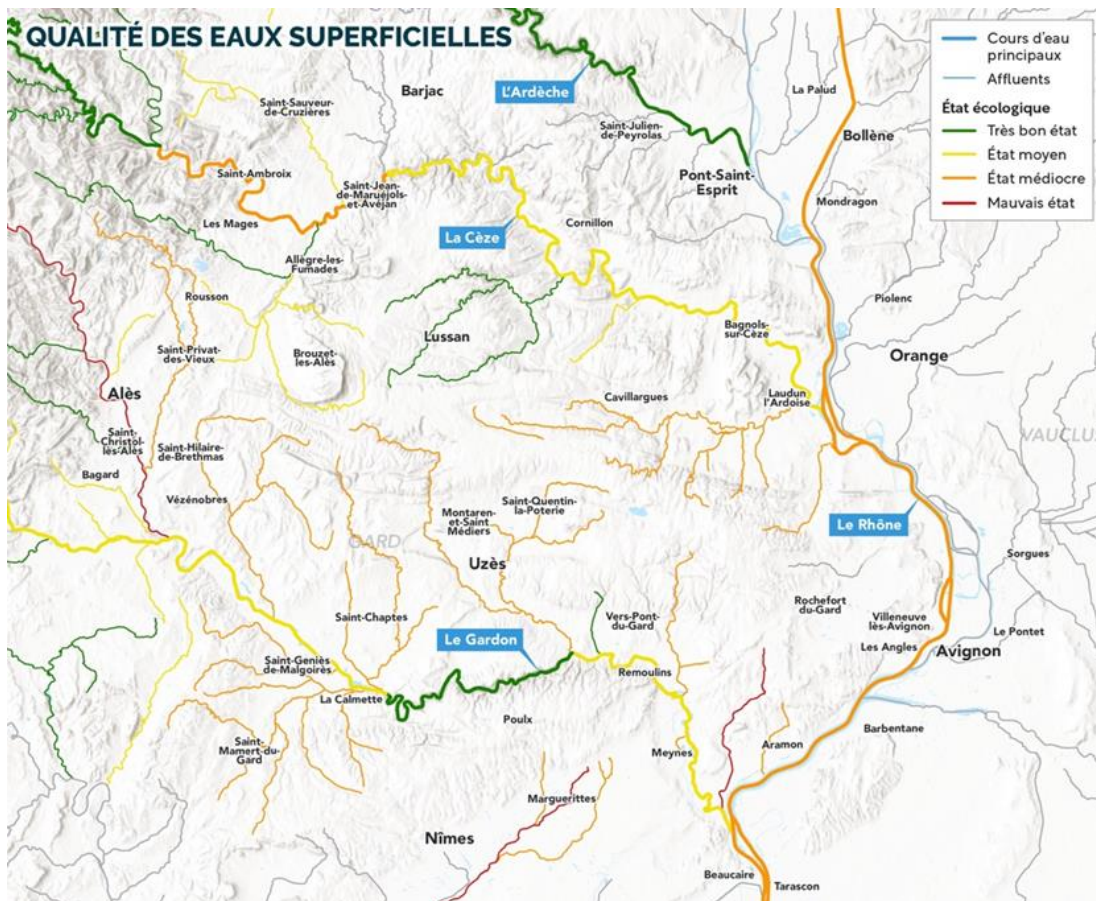 QUALITÉ DES EAUX SUPERFICIELLES
Cours d'eau
principaux
Affluents
État écologique
Très bon état
État moyen
État médiocre
Mauvais état
L'Ardèche
Barjac
La Palud
Saint-Sauveur-
de-Cruzières
Saint-Julien-
de-Peyrolas
Bollène
Saint-Ambroix
Saint-Jean-
de-Maruéjols-
et-Avéjan
Pont-Saint-
Esprit
Mondragon
Les Mages
Cornillon
La Cèze
Allègre-les-
Fumades
Rousson
Piolenc
Lussan
Bagnols-
sur-Cèze
Saint-Privat-
des-Vieux
Brouzet-
les-Alès
Orange
Alès
Cavillargues
Laudun
l'Ardoise
VAUCLUS
Saint-
Christol-
lès-Alès
Saint-Hilaire-
de-Brethmas
Bagard
Vézénobres
Saint-Quentin-
la-Poterie
Montaren-
et-Saint
Médiers
Le Rhône
GARD
Uzès
Sorgues
Rochefort
du-Gard
Saint-Chaptes
Vers-Pont-
du-Gard
Villeneuve
lès-Avignon
Le Pontet
Le Gardon
Les Angles
Avignon
Saint-Geniès
de-Malgoirès
Remoulins
La Calmette
Poulx
Barbentane
Saint-
Mamert-du-
Gard
Meynes
Aramon
Marguerittes
Nîmes
Beaucaire
Tarascon